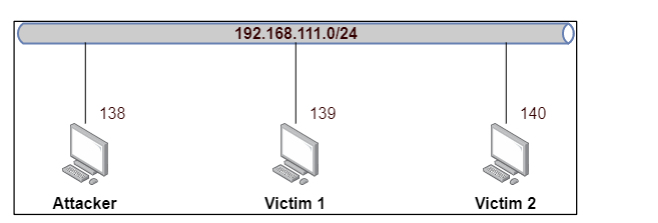 192.168.111.0/24
138
139
140
Attacker
Victim 1
Victim 2